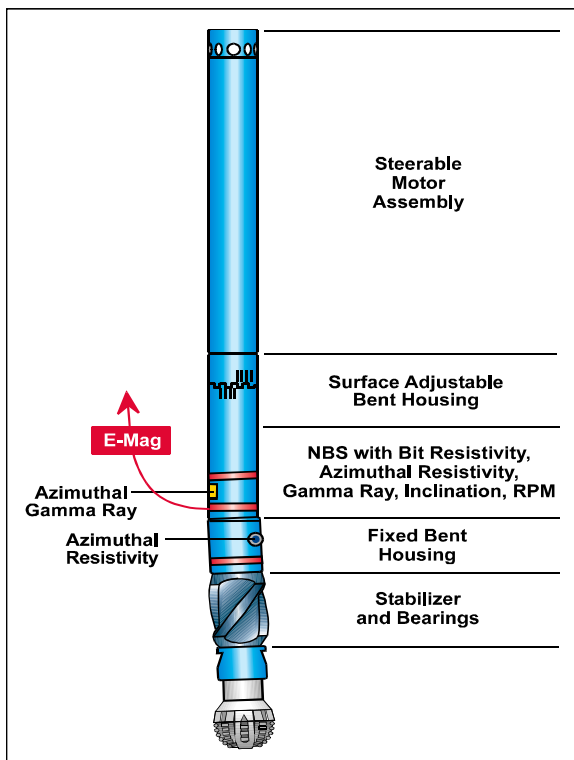 Steerable
Motor
Assembly
Surface Adjustable
Bent Housing
E-Mag
NBS with Bit Resistivity,
Azimuthal Resistivity,
Gamma Ray, Inclination, RPM
Azimuthal
Gamma Ray
Azimuthal
Resistivity
Fixed Bent
Housing
Stabilizer
and Bearings